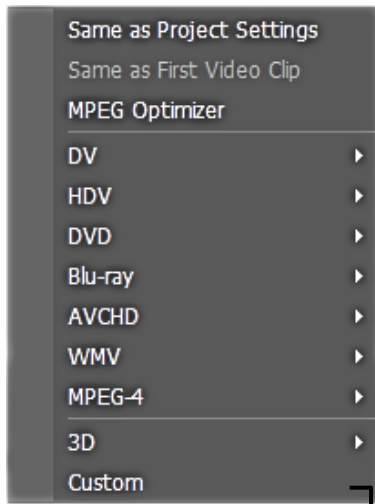 Same as Project Settings
Same as First Video Clip
MPEG Optimizer
DV
HDV
DVD
Blu-ray
AVCHD
WMV
MPEG-4
3D
Custom